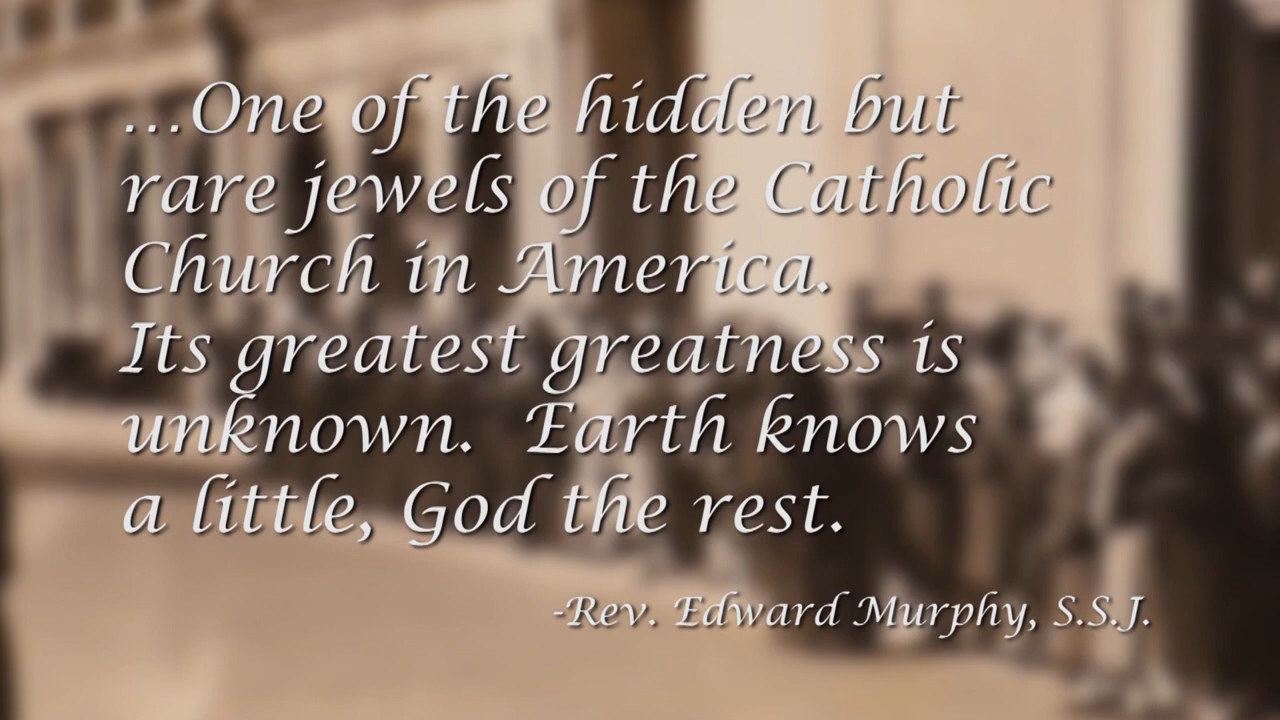 ...One of the hidden but
rare jewels of the Catholic
Church in America.
Its greatest greatness is
unknown. Earth knows
a little, God the rest.
-Rev. Edward Murphy, S.S.J.